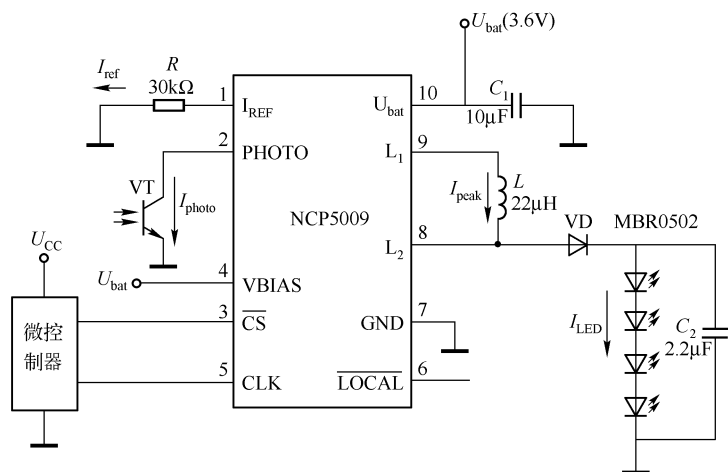 U_bat(3.6V)
I_ref
R
30kΩ
1
I_REF
U_bat
10
C_1
10μF
2
PHOTO
9
L_1
VT
I_photo
NCP5009
I_peak
L
22μH
U_CC
8
L_2
VD
MBR0502
U_bat
4
VBIAS
微控
制器
3
CS
7
GND
I_LED
C_2
2.2μF
5
CLK
6
LOCAL